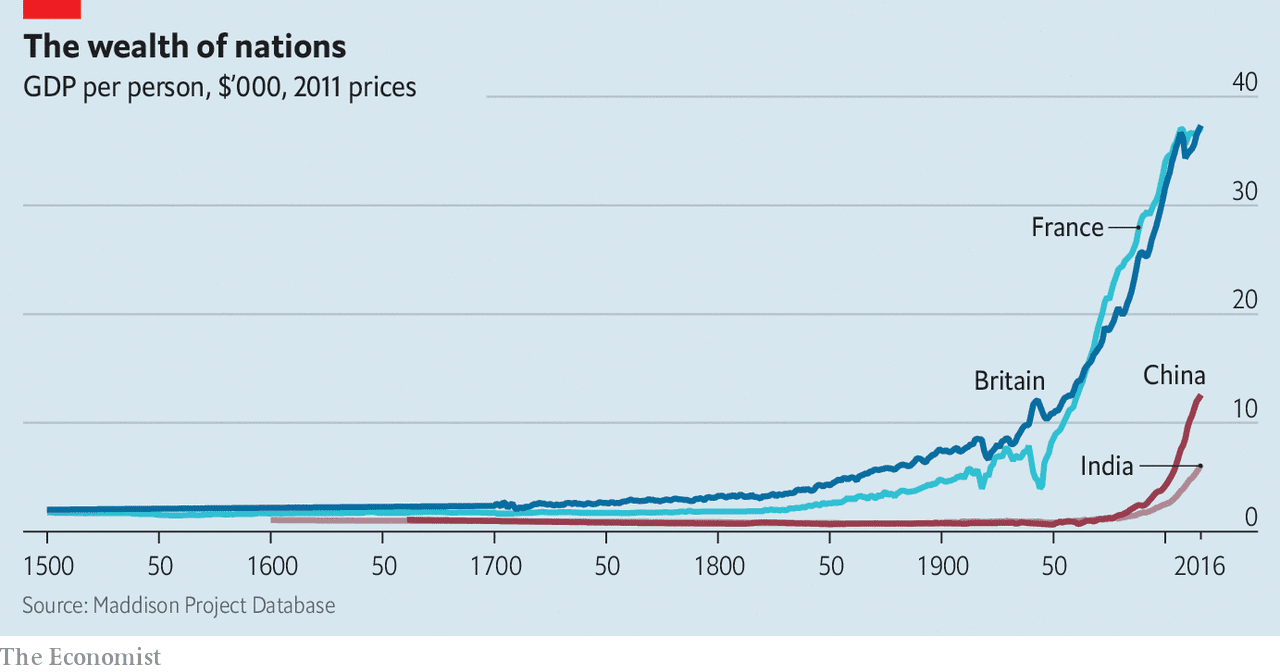 The wealth of nations
GDP per person, $’000, 2011 prices
40
30
France
20
Britain
China
10
India
0
1500 50 1600 50 1700 50 1800 50 1900 50 2016
Source: Maddison Project Database
The Economist